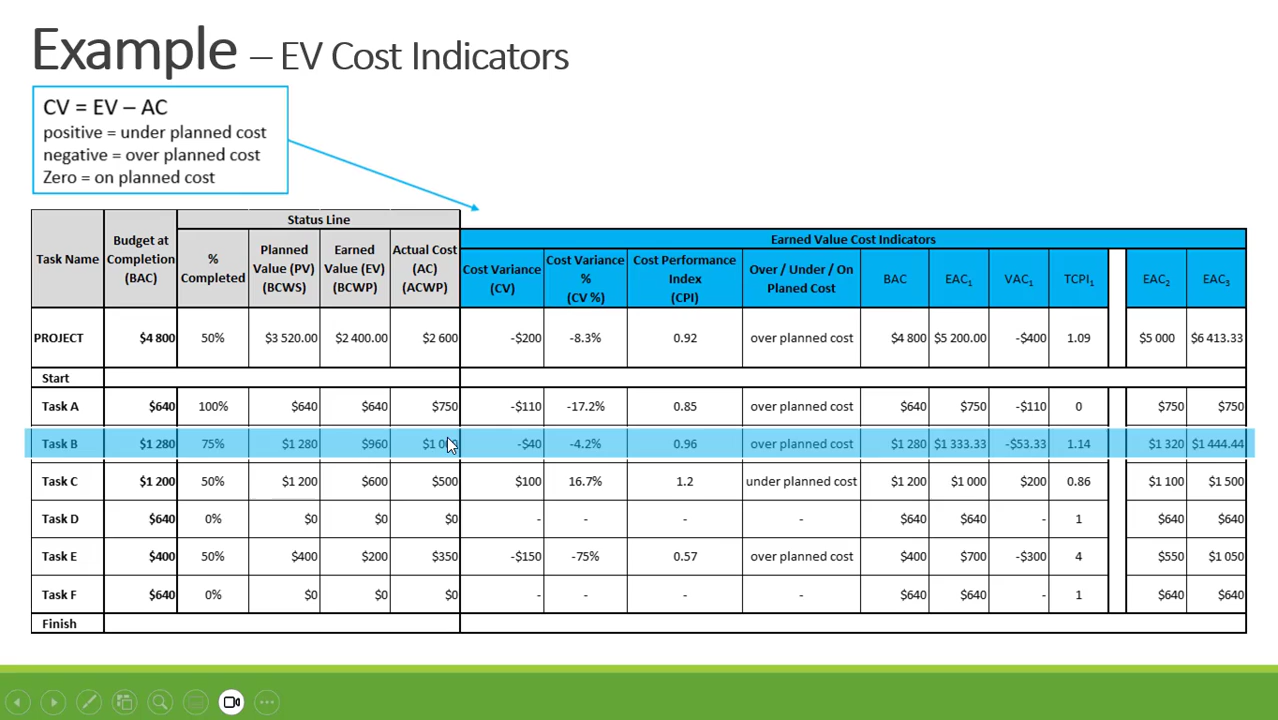 Example – EV Cost Indicators
CV = EV – AC
positive = under planned cost
negative = over planned cost
Zero = on planned cost
Status Line
Earned Value Cost Indicators
Task Name Budget at Completion (BAC) % Completed Planned Value (PV) (BCWS) Earned Value (EV) (BCWP) Actual Cost (AC) (ACWP) Cost Variance (CV) Cost Variance % (CV %) Cost Performance Index (CPI) Over / Under / On Planed Cost BAC EAC1 VAC1 TCPI1 EAC2 EAC3
PROJECT $4 800 50% $3 520.00 $2 400.00 $2 600 -$200 -8.3% 0.92 over planned cost $4 800 $5 200.00 -$400 1.09 $5 000 $6 413.33
Start
Task A $640 100% $640 $640 $750 -$110 -17.2% 0.85 over planned cost $640 $750 -$110 0 $750 $750
Task B $1 280 75% $1 280 $960 -$40 -4.2% 0.96 over planned cost $1 280 $1 333.33 -$53.33 1.14 $1 320 $1 444.44
Task C $1 200 50% $1 200 $600 $500 $100 16.7% 1.2 under planned cost $1 200 $1 000 $200 0.86 $1 100 $1 500
Task D $640 0% $0 $0 $0 - - - - $640 $640 - 1 $640 $640
Task E $400 50% $400 $200 $350 -$150 -75% 0.57 over planned cost $400 $700 -$300 4 $550 $1 050
Task F $640 0% $0 $0 $0 - - - - $640 $640 - 1 $640 $640
Finish